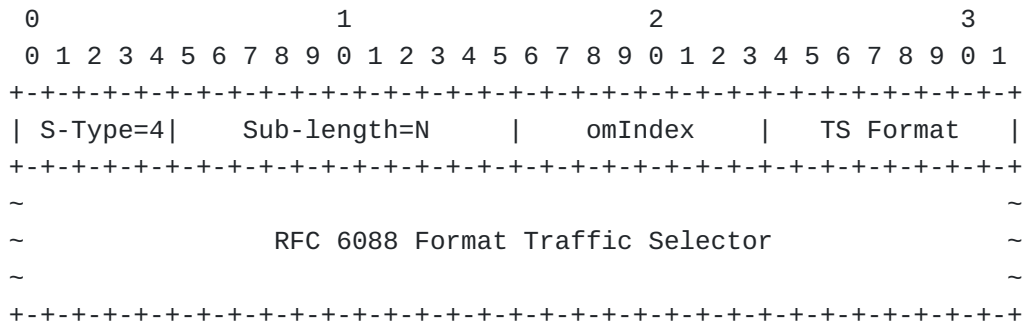 0                   1                   2                   3
 0 1 2 3 4 5 6 7 8 9 0 1 2 3 4 5 6 7 8 9 0 1 2 3 4 5 6 7 8 9 0 1
+-+-+-+-+-+-+-+-+-+-+-+-+-+-+-+-+-+-+-+-+-+-+-+-+-+-+-+-+-+-+-+-+
| S-Type=4|    Sub-length=N     |    omIndex    |   TS Format   |
+-+-+-+-+-+-+-+-+-+-+-+-+-+-+-+-+-+-+-+-+-+-+-+-+-+-+-+-+-+-+-+-+
~                                                               ~
~                RFC 6088 Format Traffic Selector               ~
~                                                               ~
+-+-+-+-+-+-+-+-+-+-+-+-+-+-+-+-+-+-+-+-+-+-+-+-+-+-+-+-+-+-+-+-+